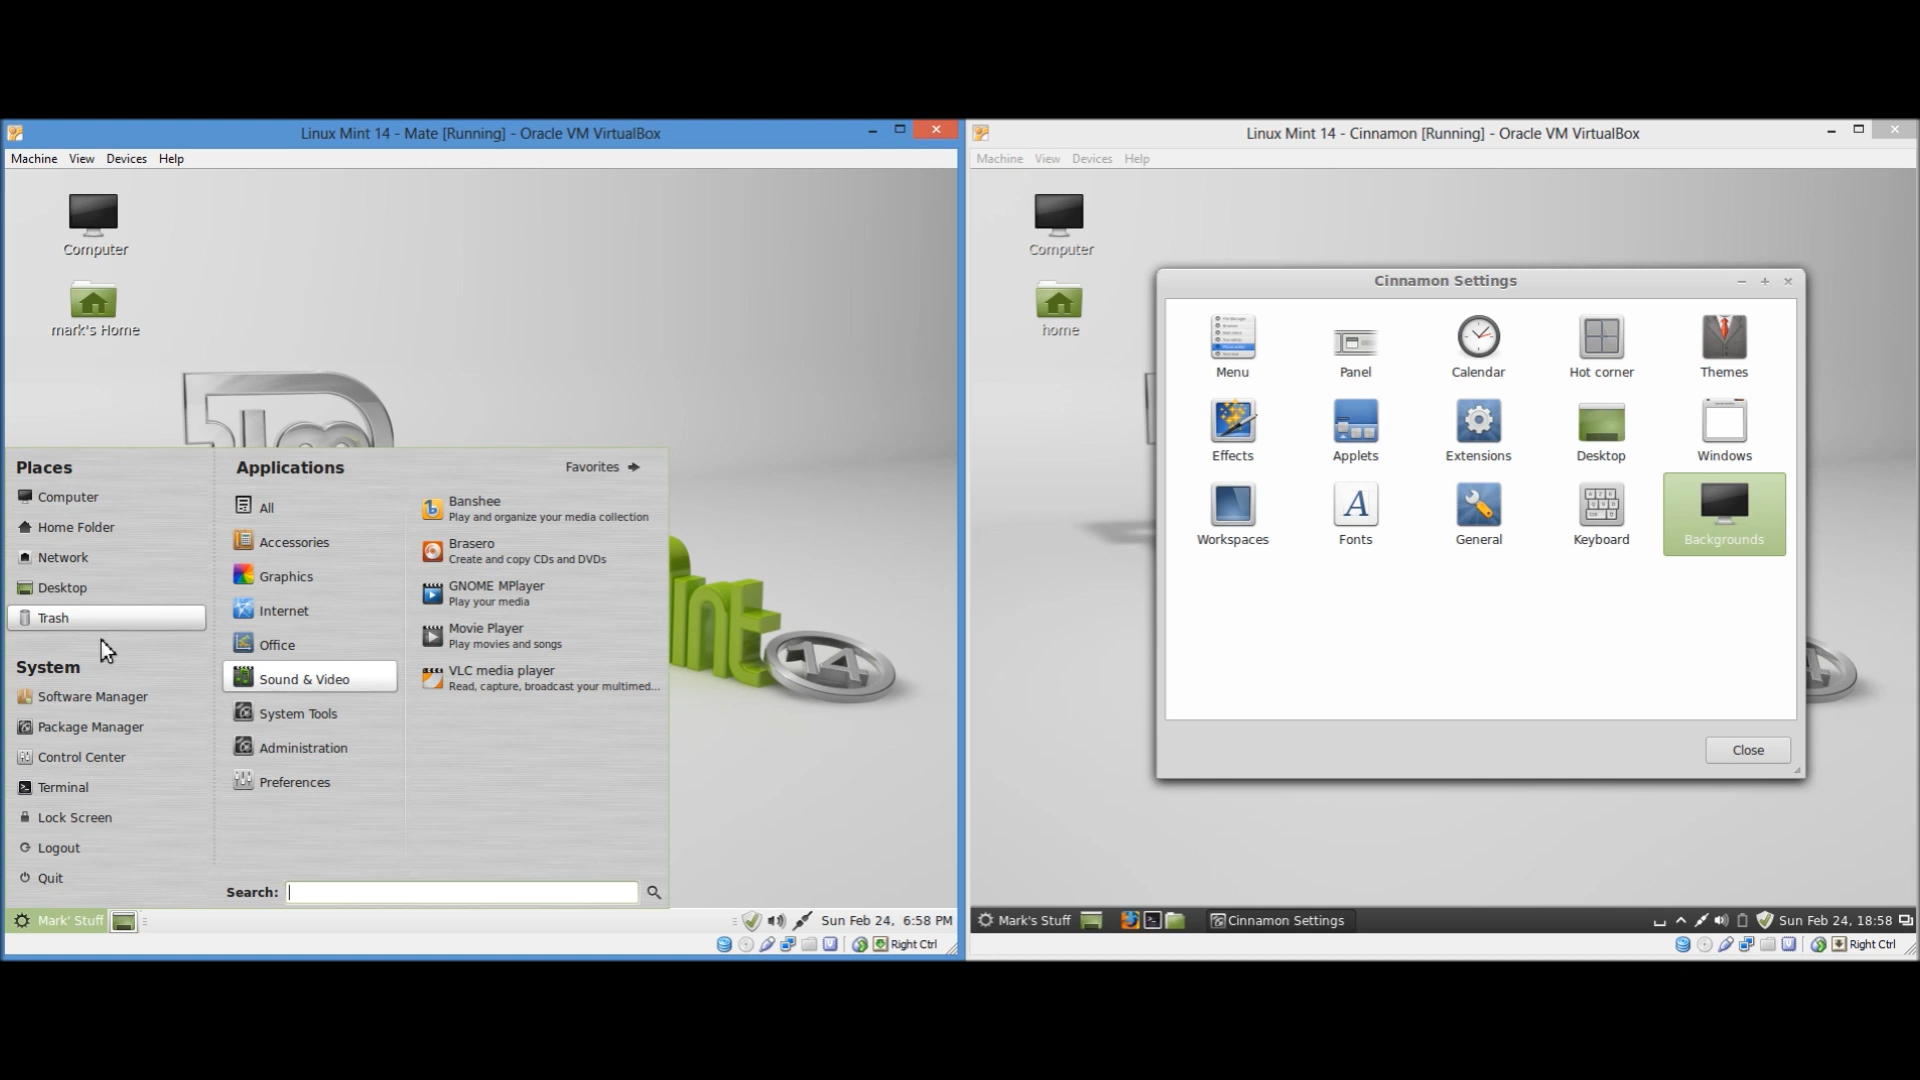 Linux Mint 14 - Mate [Running] - Oracle VM VirtualBox
Machine View Devices Help
Computer
mark's Home
Places
Computer
Home Folder
Network
Desktop
Trash
System
Software Manager
Package Manager
Control Center
Terminal
Lock Screen
Logout
Quit
Applications
Favorites
All
Accessories
Graphics
Internet
Office
Sound & Video
System Tools
Administration
Preferences
Banshee
Play and organize your media collection
Brasero
Create and copy CDs and DVDs
GNOME MPlayer
Play your media
Movie Player
Play movies and songs
VLC media player
Read, capture, broadcast your multimed...
Search:
14
Mark' Stuff
Sun Feb 24, 6:58 PM
Right Ctrl
Linux Mint 14 - Cinnamon [Running] - Oracle VM VirtualBox
Machine View Devices Help
Computer
home
Cinnamon Settings
Menu Panel Calendar Hot corner Themes
Effects Applets Extensions Desktop Windows
Workspaces Fonts General Keyboard Backgrounds
Close
Mark's Stuff
Cinnamon Settings
Sun Feb 24, 18:58
Right Ctrl